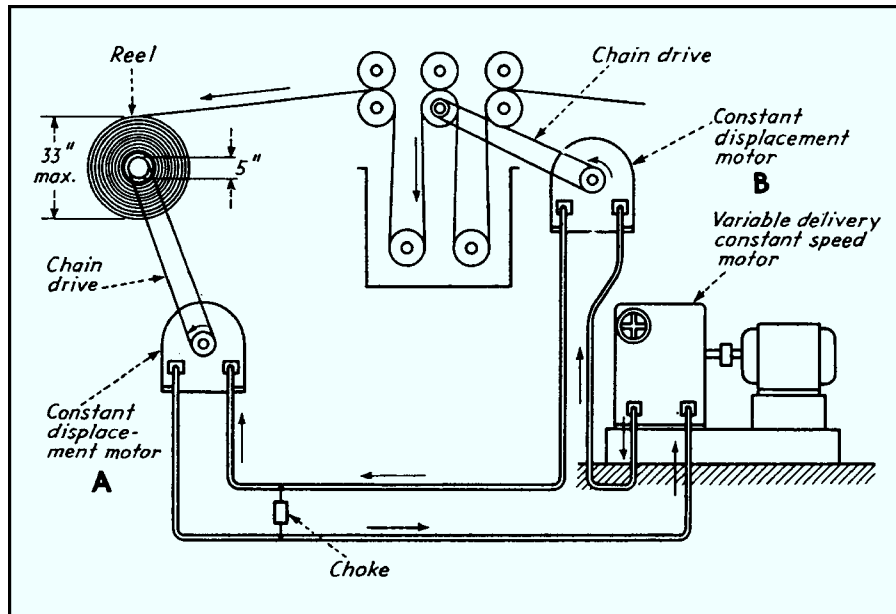 Reel
33"
max.
5"
Chain drive
Constant
displacement
motor
B
Variable delivery
constant speed
motor
Chain
drive
Constant
displace-
ment motor
A
Choke